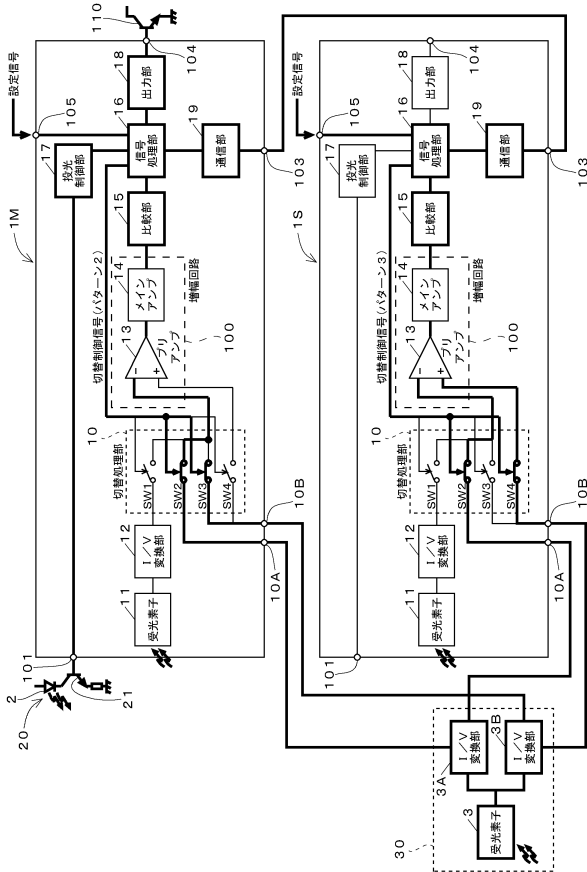 設定信号
105
1M
17
投光制御部
16
信号処理部
18
出力部
104
110
19
通信部
103
15
比較部
切替制御信号(パターン2)
14
メインアンプ
増幅回路
13
プリアンプ
-
+
100
10
切替処理部
SW1
SW2
SW3
SW4
12
I/V変換部
10B
10A
11
受光素子
101
2
20
21
設定信号
105
1S
17
投光制御部
16
信号処理部
18
出力部
104
19
通信部
103
15
比較部
切替制御信号(パターン3)
14
メインアンプ
増幅回路
13
プリアンプ
-
+
100
10
切替処理部
SW1
SW2
SW3
SW4
12
I/V変換部
10B
10A
11
受光素子
101
3A
I/V変換部
3B
I/V変換部
3
受光素子
30